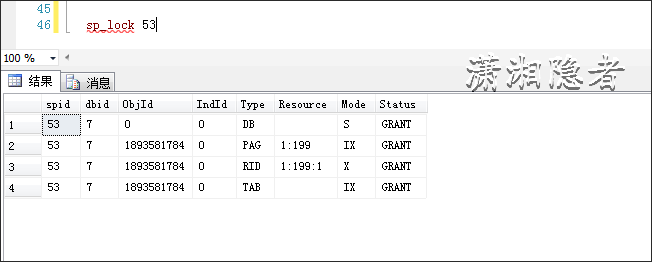 45
46 sp_lock 53
100 %
结果 消息
潇湘隐者
spid dbid ObjId IndId Type Resource Mode Status
1 53 7 0 0 DB S GRANT
2 53 7 1893581784 0 PAG 1:199 IX GRANT
3 53 7 1893581784 0 RID 1:199:1 X GRANT
4 53 7 1893581784 0 TAB IX GRANT